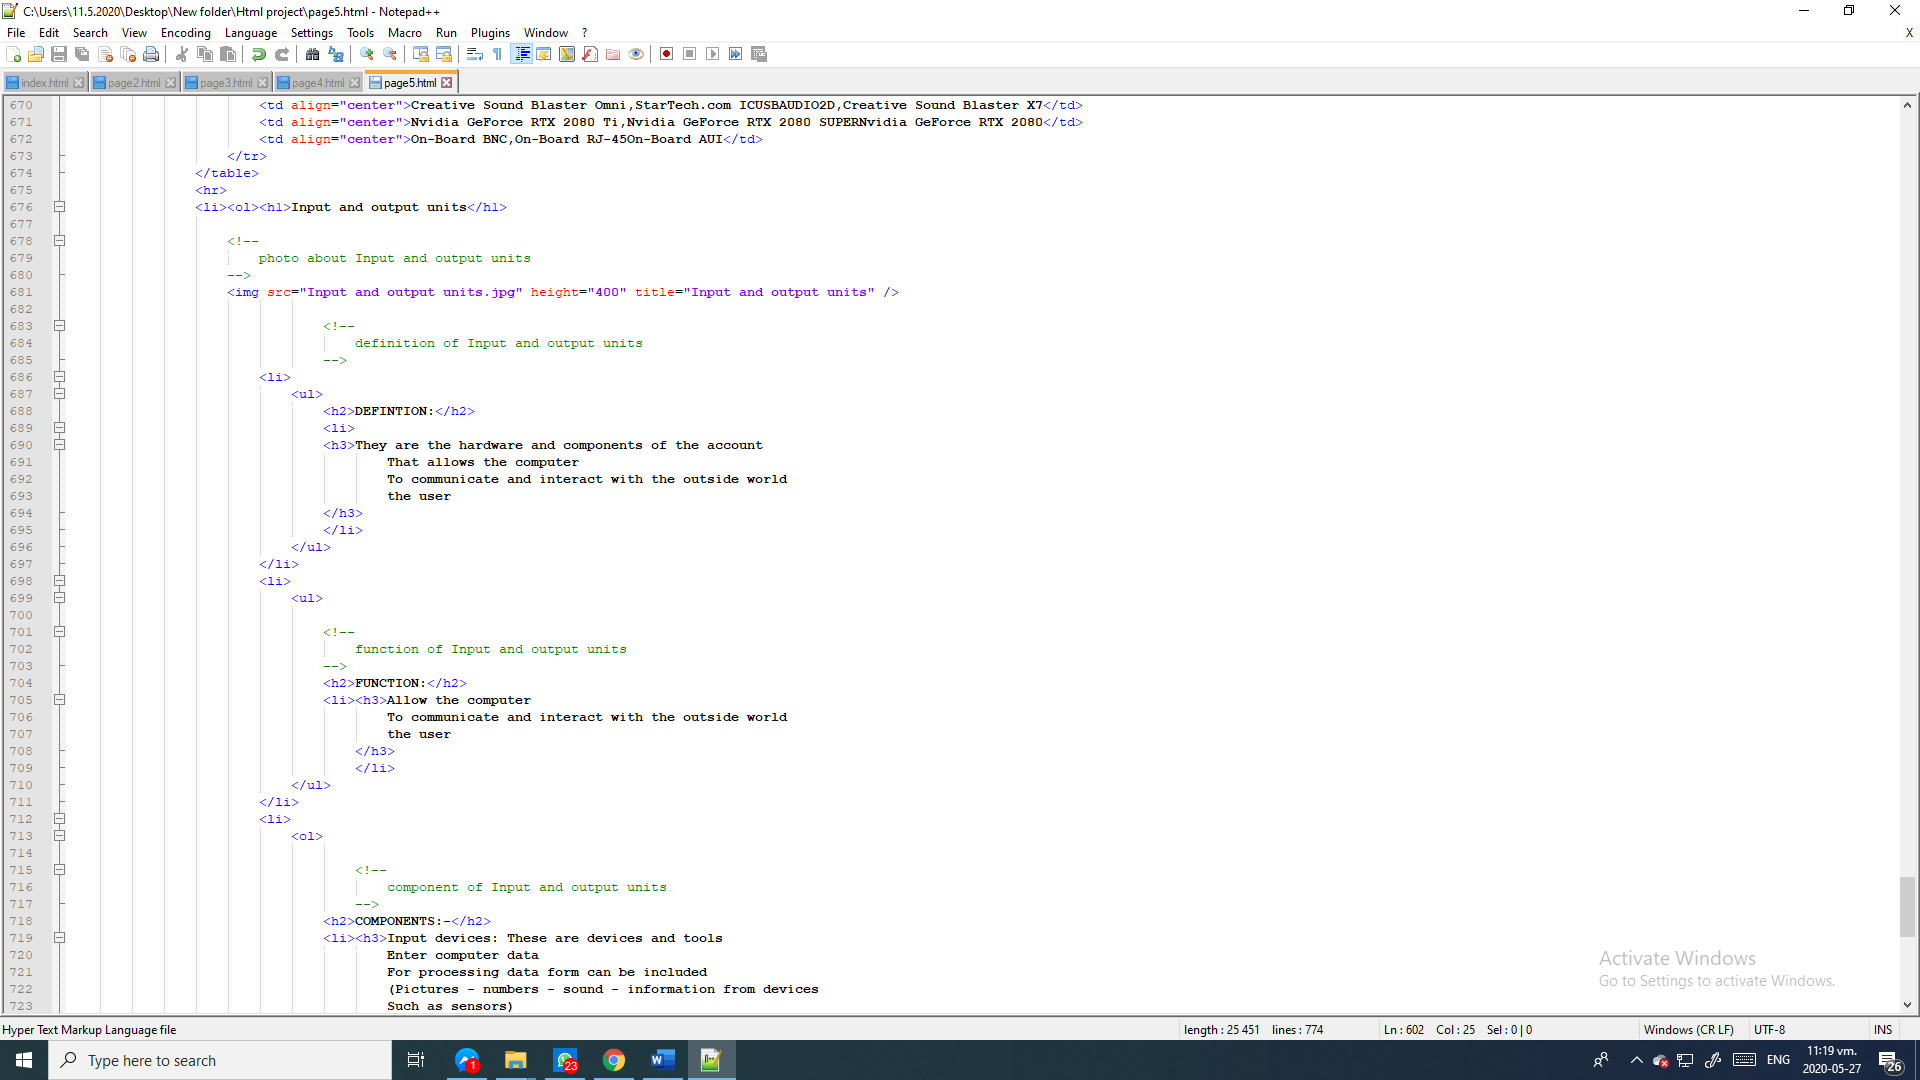 C:\Users\11.5.2020\Desktop\New folder\Html project\page5.html - Notepad++
File Edit Search View Encoding Language Settings Tools Macro Run Plugins Window ? X
index.html page2.html page3.html page4.html page5.html
670 <td align="center">Creative Sound Blaster Omni,StarTech.com ICUSBAUDIO2D,Creative Sound Blaster X7</td>
671 <td align="center">Nvidia GeForce RTX 2080 Ti,Nvidia GeForce RTX 2080 SUPERNvidia GeForce RTX 2080</td>
672 <td align="center">On-Board BNC,On-Board RJ-45On-Board AUI</td>
673 </tr>
674 </table>
675 <hr>
676 <li><ol><h1>Input and output units</h1>
677
678 <!--
679 photo about Input and output units
680 -->
681 <img src="Input and output units.jpg" height="400" title="Input and output units" />
682
683 <!--
684 definition of Input and output units
685 -->
686 <li>
687 <ul>
688 <h2>DEFINTION:</h2>
689 <li>
690 <h3>They are the hardware and components of the account
691 That allows the computer
692 To communicate and interact with the outside world
693 the user
694 </h3>
695 </li>
696 </ul>
697 </li>
698 <li>
699 <ul>
700
701 <!--
702 function of Input and output units
703 -->
704 <h2>FUNCTION:</h2>
705 <li><h3>Allow the computer
706 To communicate and interact with the outside world
707 the user
708 </h3>
709 </li>
710 </ul>
711 </li>
712 <li>
713 <ol>
714
715 <!--
716 component of Input and output units
717 -->
718 <h2>COMPONENTS:-</h2>
719 <li><h3>Input devices: These are devices and tools
720 Enter computer data
721 For processing data form can be included
722 (Pictures - numbers - sound - information from devices
723 Such as sensors)
Activate Windows
Go to Settings to activate Windows.
Hyper Text Markup Language file length : 25 451 lines : 774 Ln : 602 Col : 25 Sel : 0 | 0 Windows (CR LF) UTF-8 INS
Type here to search 1 23 W ENG 11:19 vm. 26
2020-05-27